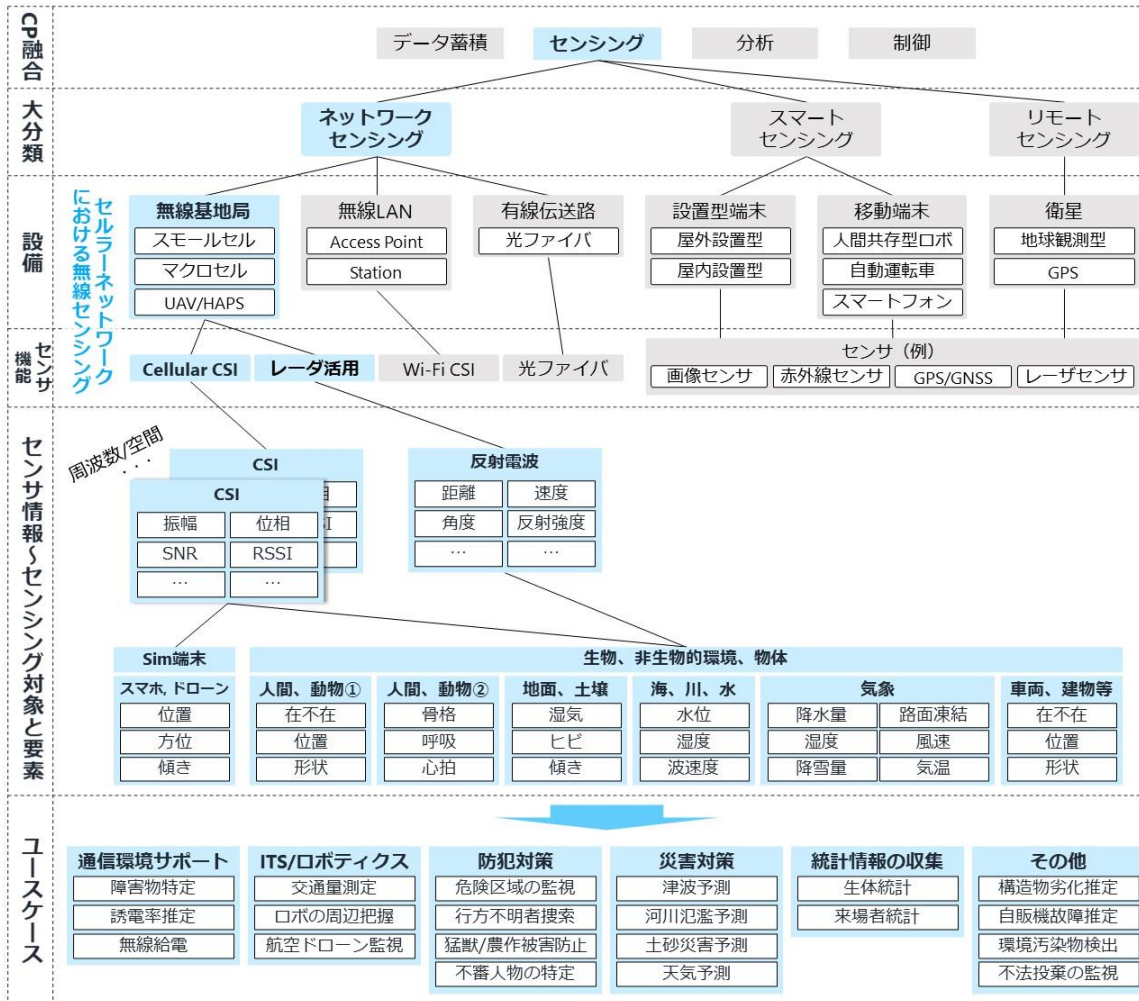 CP融合
データ蓄積
センシング
分析
制御
大分類
ネットワーク
センシング
スマート
センシング
リモート
センシング
設備
セルラーネットワーク
における無線センシング
無線基地局
スモールセル
マクロセル
UAV/HAPS
無線LAN
Access Point
Station
有線伝送路
光ファイバ
設置型端末
屋外設置型
屋内設置型
移動端末
人間共存型ロボ
自動運転車
スマートフォン
衛星
地球観測型
GPS
センサ
機能
Cellular CSI
レーダ活用
Wi-Fi CSI
光ファイバ
センサ（例）
画像センサ
赤外線センサ
GPS/GNSS
レーザセンサ
センサ情報～センシング対象と要素
周波数/空間
・・・
CSI
相
SI
CSI
振幅
位相
SNR
RSSI
…
…
反射電波
距離
速度
角度
反射強度
…
…
Sim端末
スマホ, ドローン
位置
方位
傾き
生物、非生物的環境、物体
人間、動物①
在不在
位置
形状
人間、動物②
骨格
呼吸
心拍
地面、土壌
湿気
ヒビ
傾き
海、川、水
水位
湿度
波速度
気象
降水量
路面凍結
湿度
風速
降雪量
気温
車両、建物等
在不在
位置
形状
ユースケース
通信環境サポート
障害物特定
誘電率推定
無線給電
ITS/ロボティクス
交通量測定
ロボの周辺把握
航空ドローン監視
防犯対策
危険区域の監視
行方不明者捜索
猛獣/農作被害防止
不審人物の特定
災害対策
津波予測
河川氾濫予測
土砂災害予測
天気予測
統計情報の収集
生体統計
来場者統計
その他
構造物劣化推定
自販機故障推定
環境汚染物検出
不法投棄の監視